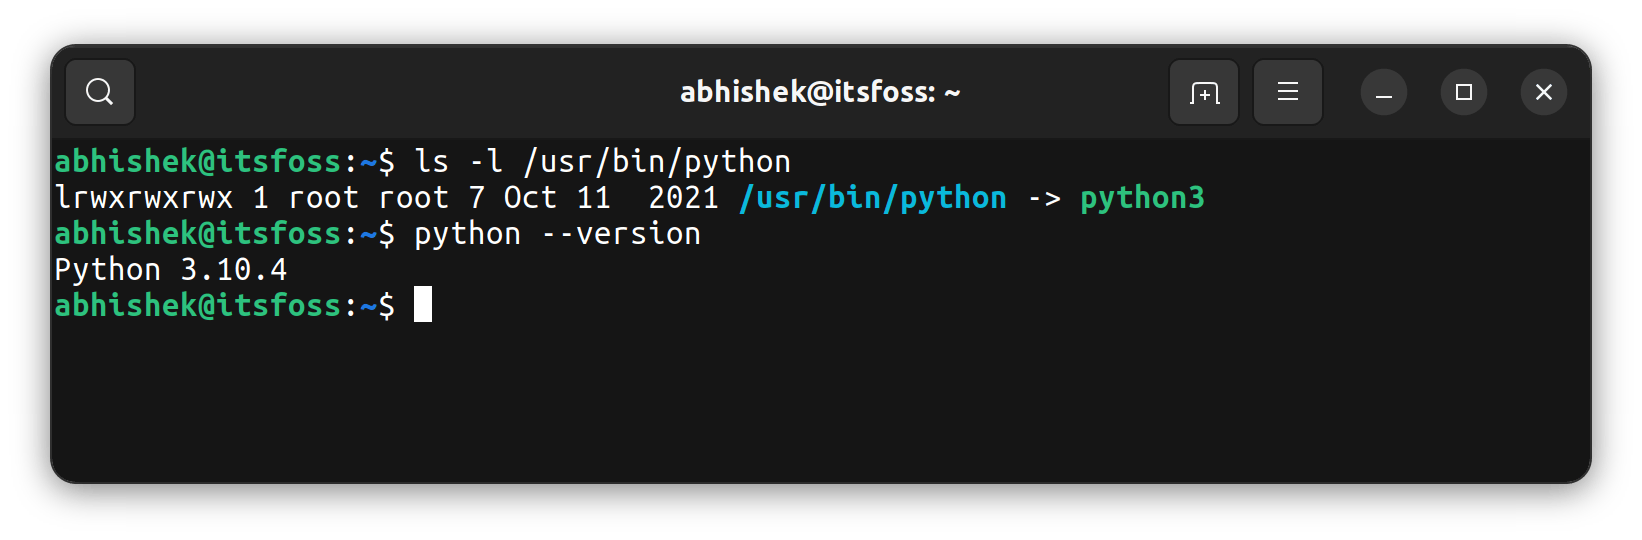 abhishek@itsfoss: ~
abhishek@itsfoss:~$ ls -l /usr/bin/python
lrwxrwxrwx 1 root root 7 Oct 11  2021 /usr/bin/python -> python3
abhishek@itsfoss:~$ python --version
Python 3.10.4
abhishek@itsfoss:~$